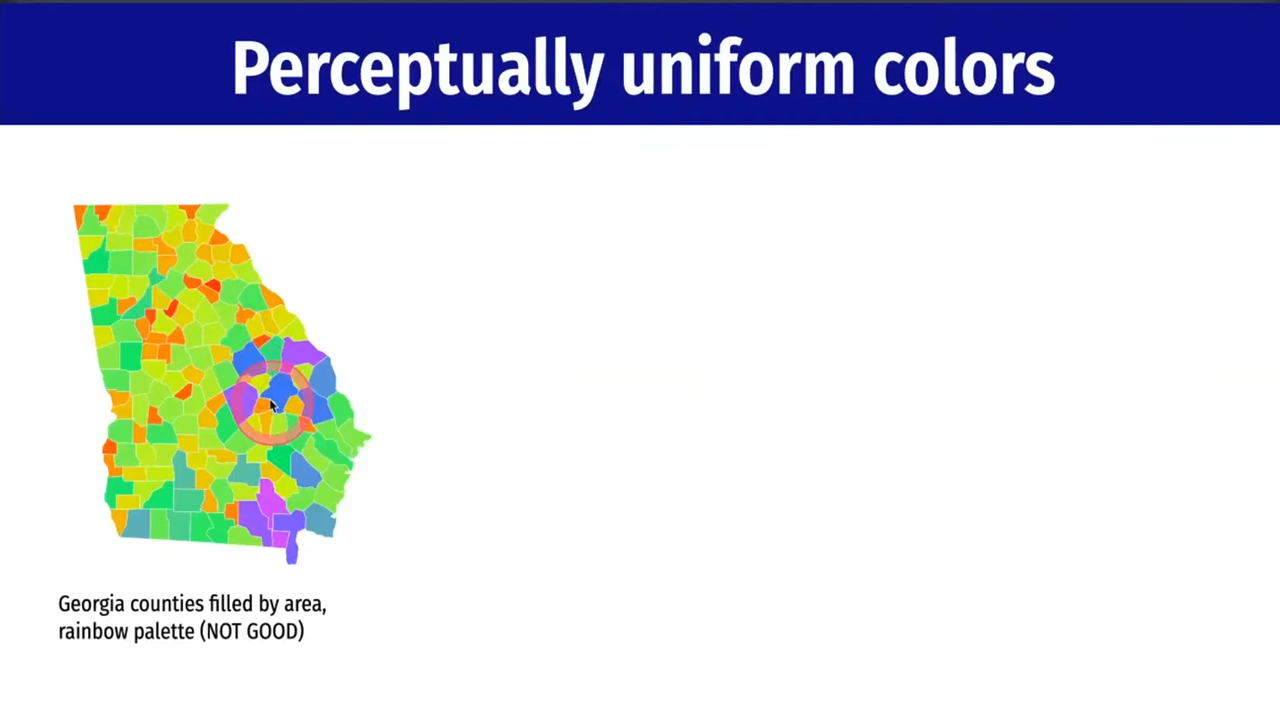 Perceptually uniform colors
Georgia counties filled by area,
rainbow palette (NOT GOOD)